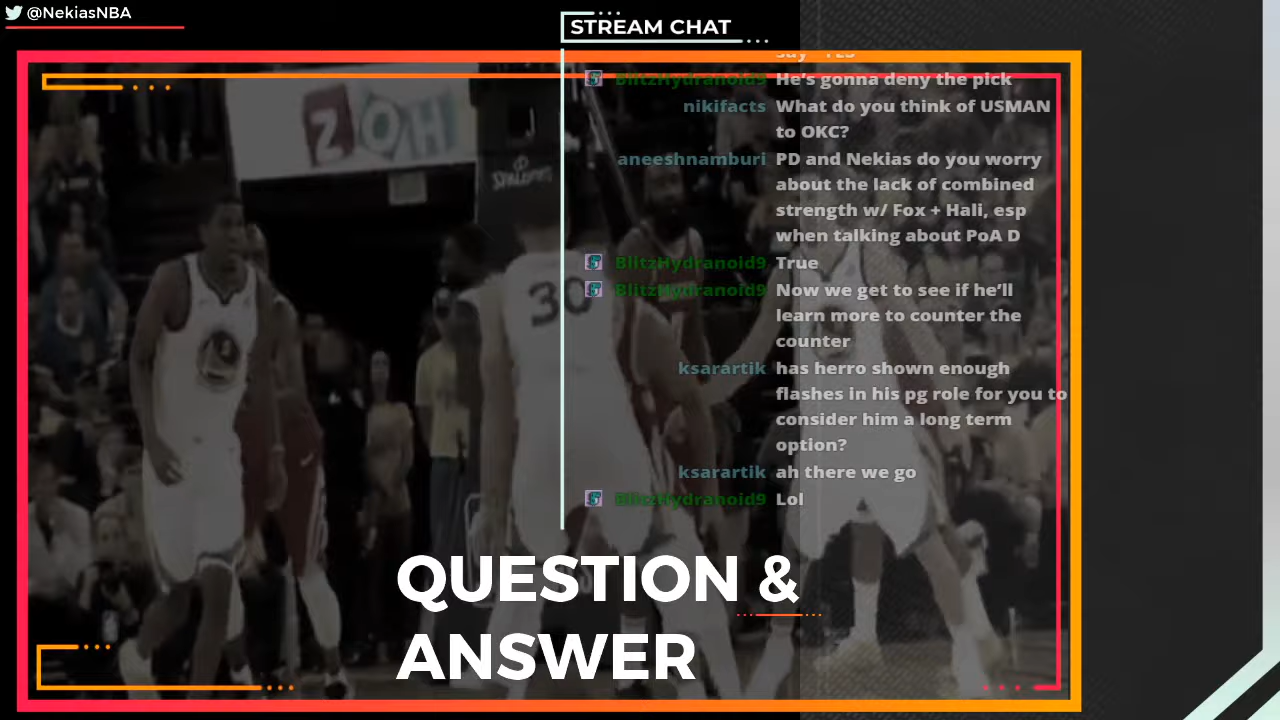 @NekiasNBA
STREAM CHAT
BlitzHydranoid9 He's gonna deny the pick
nikifacts What do you think of USMAN
to OKC?
aneeshnamburi PD and Nekias do you worry
about the lack of combined
strength w/ Fox + Hali, esp
when talking about PoA D
BlitzHydranoid9 True
BlitzHydranoid9 Now we get to see if he'll
learn more to counter the
counter
ksarartik has herro shown enough
flashes in his pg role for you to
consider him a long term
option?
ksarartik ah there we go
BlitzHydranoid9 Lol
ZOH
SPALDING
30
QUESTION &
ANSWER